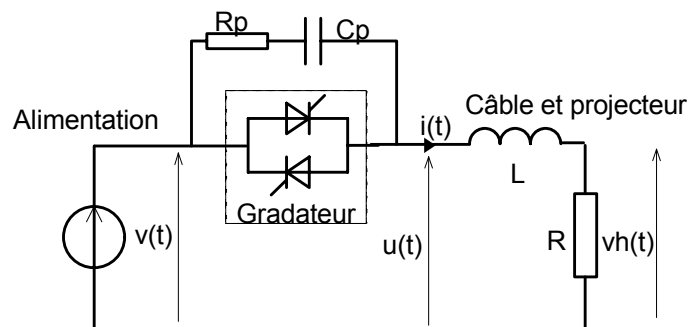 Rp
Cp
Alimentation
Câble et projecteur
i(t)
L
Gradateur
v(t)
u(t)
R
vh(t)